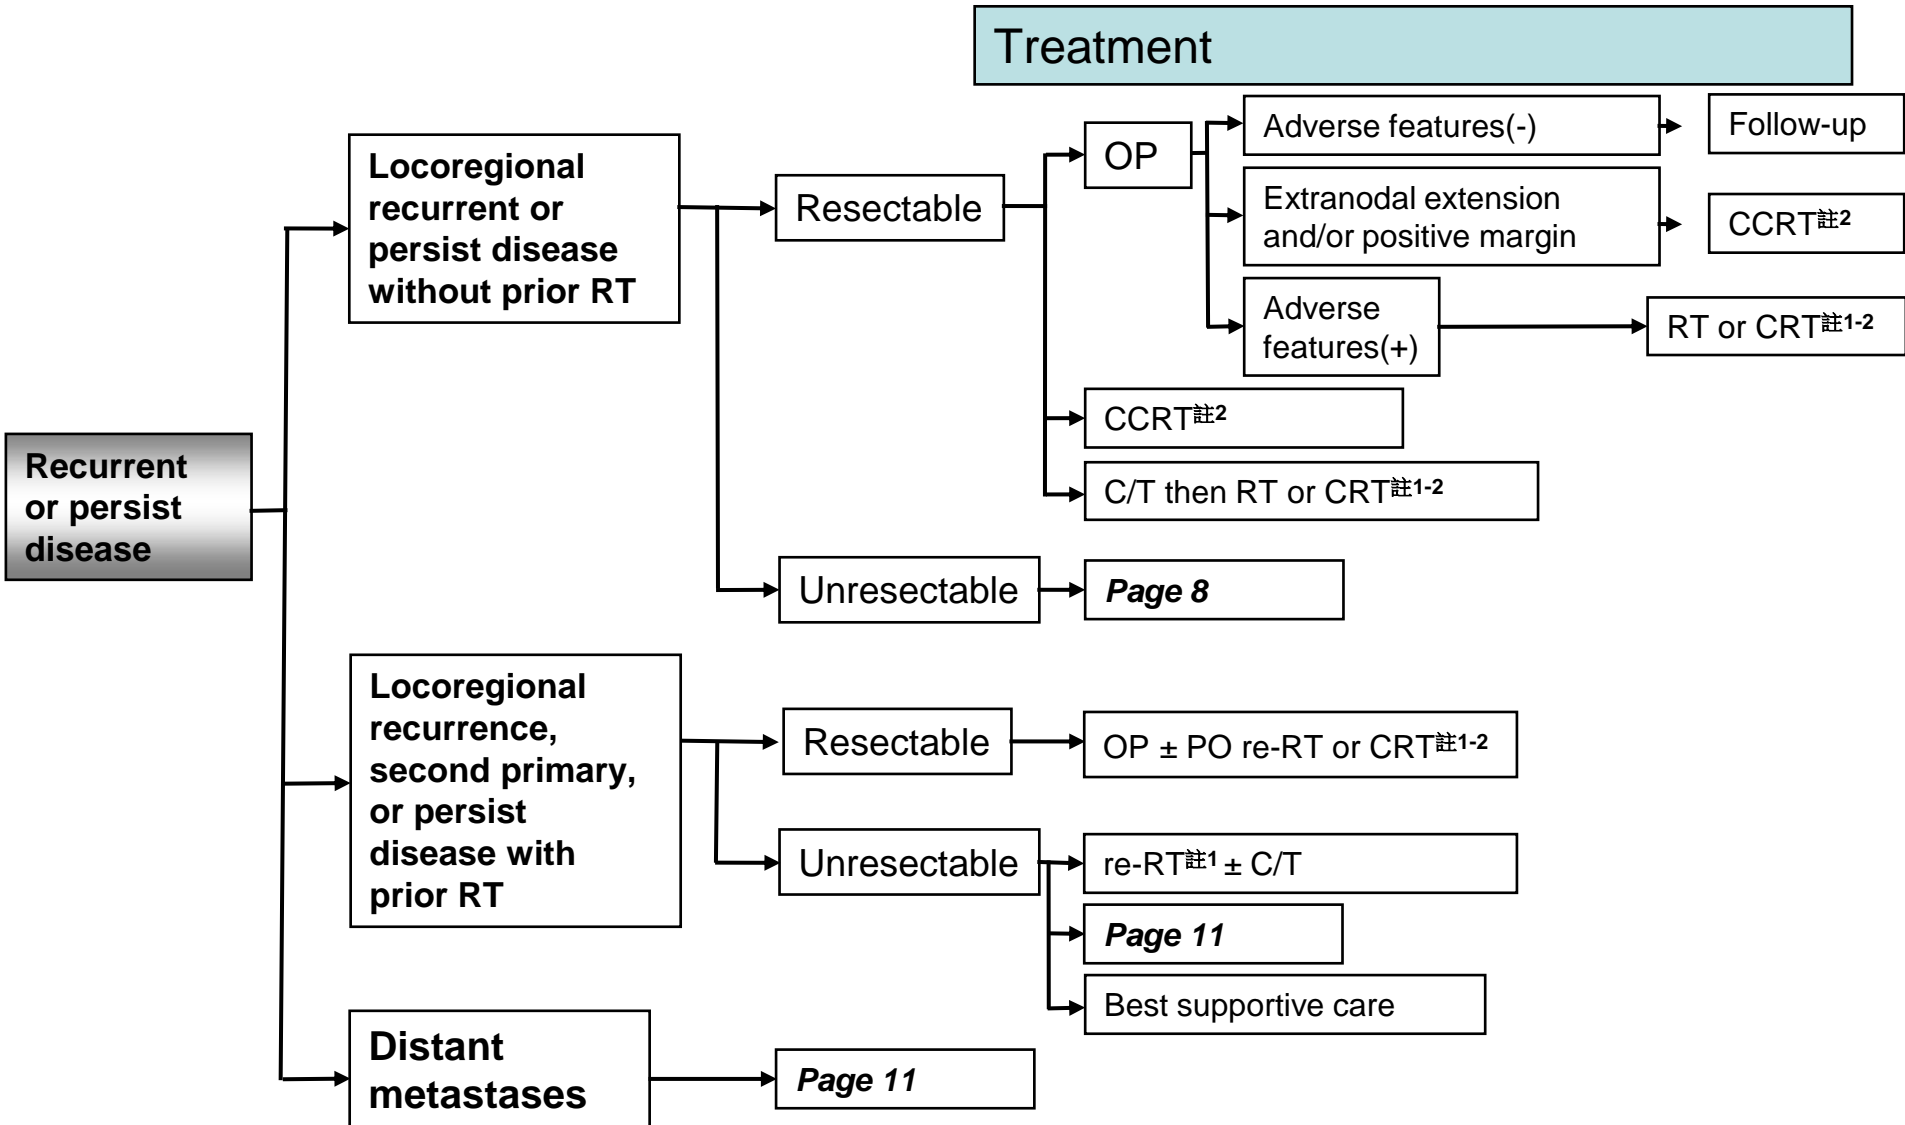 Treatment
Recurrent
or persist
disease
Locoregional
recurrent or
persist disease
without prior RT
Resectable
OP
Adverse features(-)
Follow-up
Extranodal extension
and/or positive margin
CCRT註2
Adverse
features(+)
RT or CRT註1-2
CCRT註2
C/T then RT or CRT註1-2
Unresectable
Page 8
Locoregional
recurrence,
second primary,
or persist
disease with
prior RT
Resectable
OP ± PO re-RT or CRT註1-2
Unresectable
re-RT註1 ± C/T
Page 11
Best supportive care
Distant
metastases
Page 11